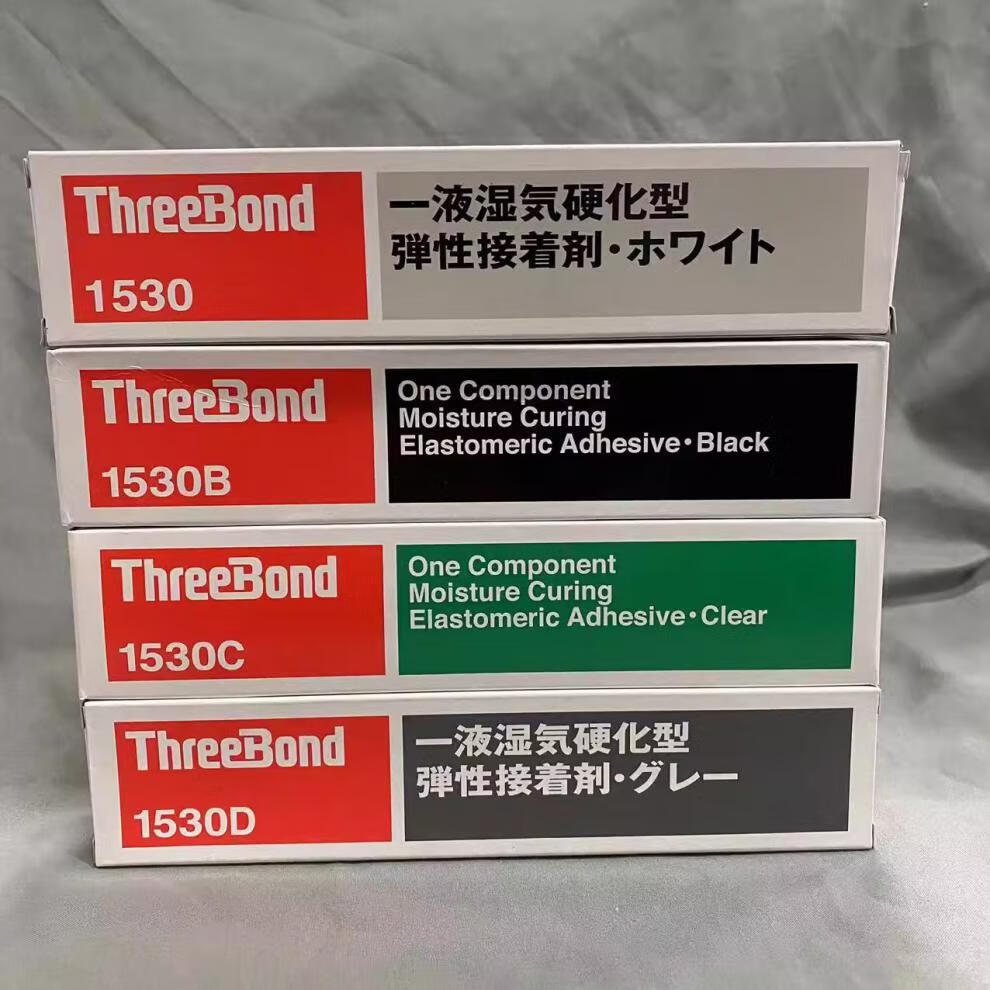 ThreeBond
1530
一液湿気硬化型
弾性接着剤・ホワイト
ThreeBond
1530B
One Component
Moisture Curing
Elastomeric Adhesive・Black
ThreeBond
1530C
One Component
Moisture Curing
Elastomeric Adhesive・Clear
ThreeBond
1530D
一液湿気硬化型
弾性接着剤・グレー